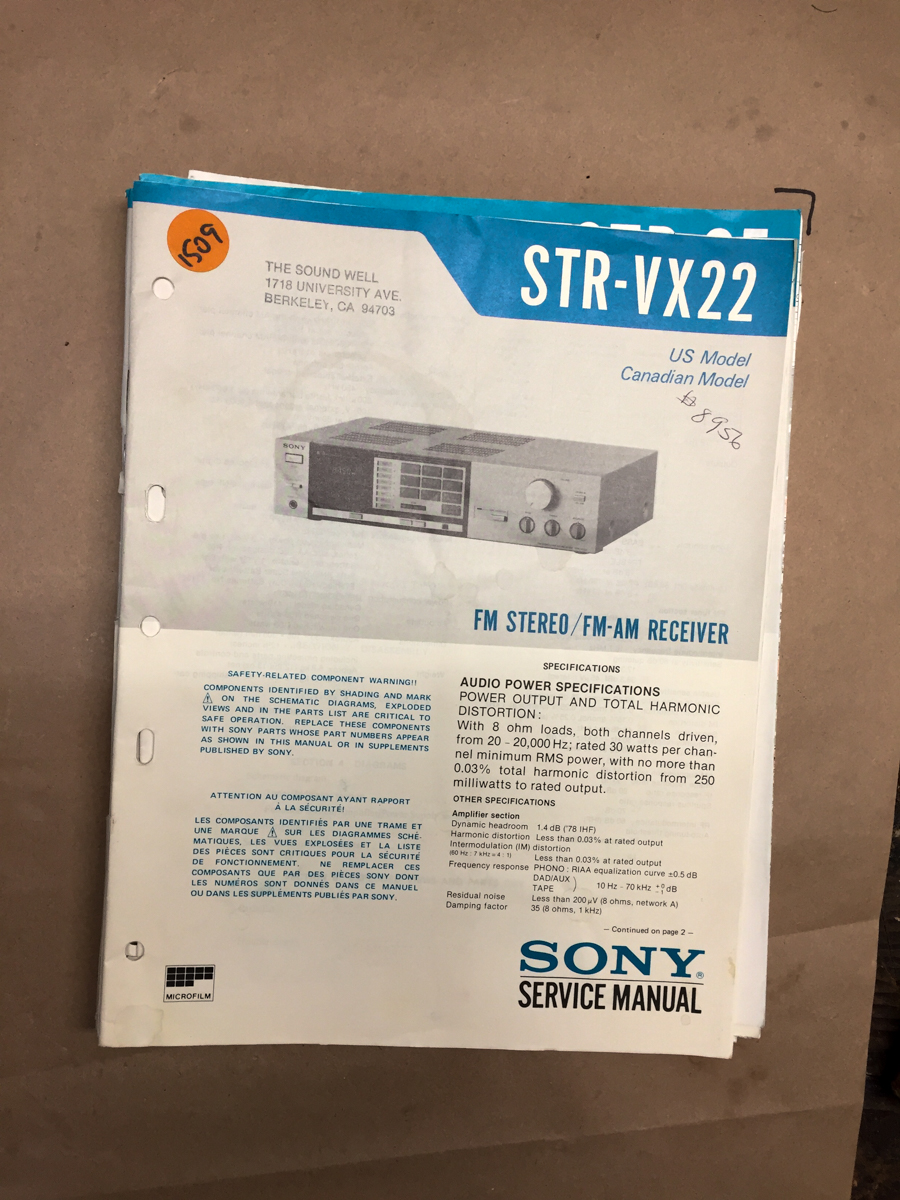 STR-VX22
1509
THE SOUND WELL
1718 UNIVERSITY AVE.
BERKELEY, CA 94703
US Model
Canadian Model
8956
SONY
FM STEREO/FM-AM RECEIVER
SAFETY-RELATED COMPONENT WARNING!!
COMPONENTS IDENTIFIED BY SHADING AND MARK
⚠ ON THE SCHEMATIC DIAGRAMS, EXPLODED
VIEWS AND IN THE PARTS LIST ARE CRITICAL TO
SAFE OPERATION. REPLACE THESE COMPONENTS
WITH SONY PARTS WHOSE PART NUMBERS APPEAR
AS SHOWN IN THIS MANUAL OR IN SUPPLEMENTS
PUBLISHED BY SONY.
ATTENTION AU COMPOSANT AYANT RAPPORT
À LA SÉCURITÉ!
LES COMPOSANTS IDENTIFIÉS PAR UNE TRAME ET
UNE MARQUE ⚠ SUR LES DIAGRAMMES SCHÉ-
MATIQUES, LES VUES EXPLOSÉES ET LA LISTE
DES PIÈCES SONT CRITIQUES POUR LA SÉCURITÉ
DE FONCTIONNEMENT. NE REMPLACER CES
COMPOSANTS QUE PAR DES PIÈCES SONY DONT
LES NUMÉROS SONT DONNÉS DANS CE MANUEL
OU DANS LES SUPPLÉMENTS PUBLIÉS PAR SONY.
SPECIFICATIONS
AUDIO POWER SPECIFICATIONS
POWER OUTPUT AND TOTAL HARMONIC
DISTORTION:
With 8 ohm loads, both channels driven,
from 20 - 20,000 Hz; rated 30 watts per chan-
nel minimum RMS power, with no more than
0.03% total harmonic distortion from 250
milliwatts to rated output.
OTHER SPECIFICATIONS
Amplifier section
Dynamic headroom 1.4 dB ('78 IHF)
Harmonic distortion Less than 0.03% at rated output
Intermodulation (IM) distortion
(60 Hz : 7 kHz = 4 : 1) Less than 0.03% at rated output
Frequency response PHONO : RIAA equalization curve ±0.5 dB
DAD/AUX
TAPE } 10 Hz - 70 kHz +0 -1 dB
Residual noise Less than 200 µV (8 ohms, network A)
Damping factor 35 (8 ohms, 1 kHz)
— Continued on page 2 —
MICROFILM
SONY®
SERVICE MANUAL